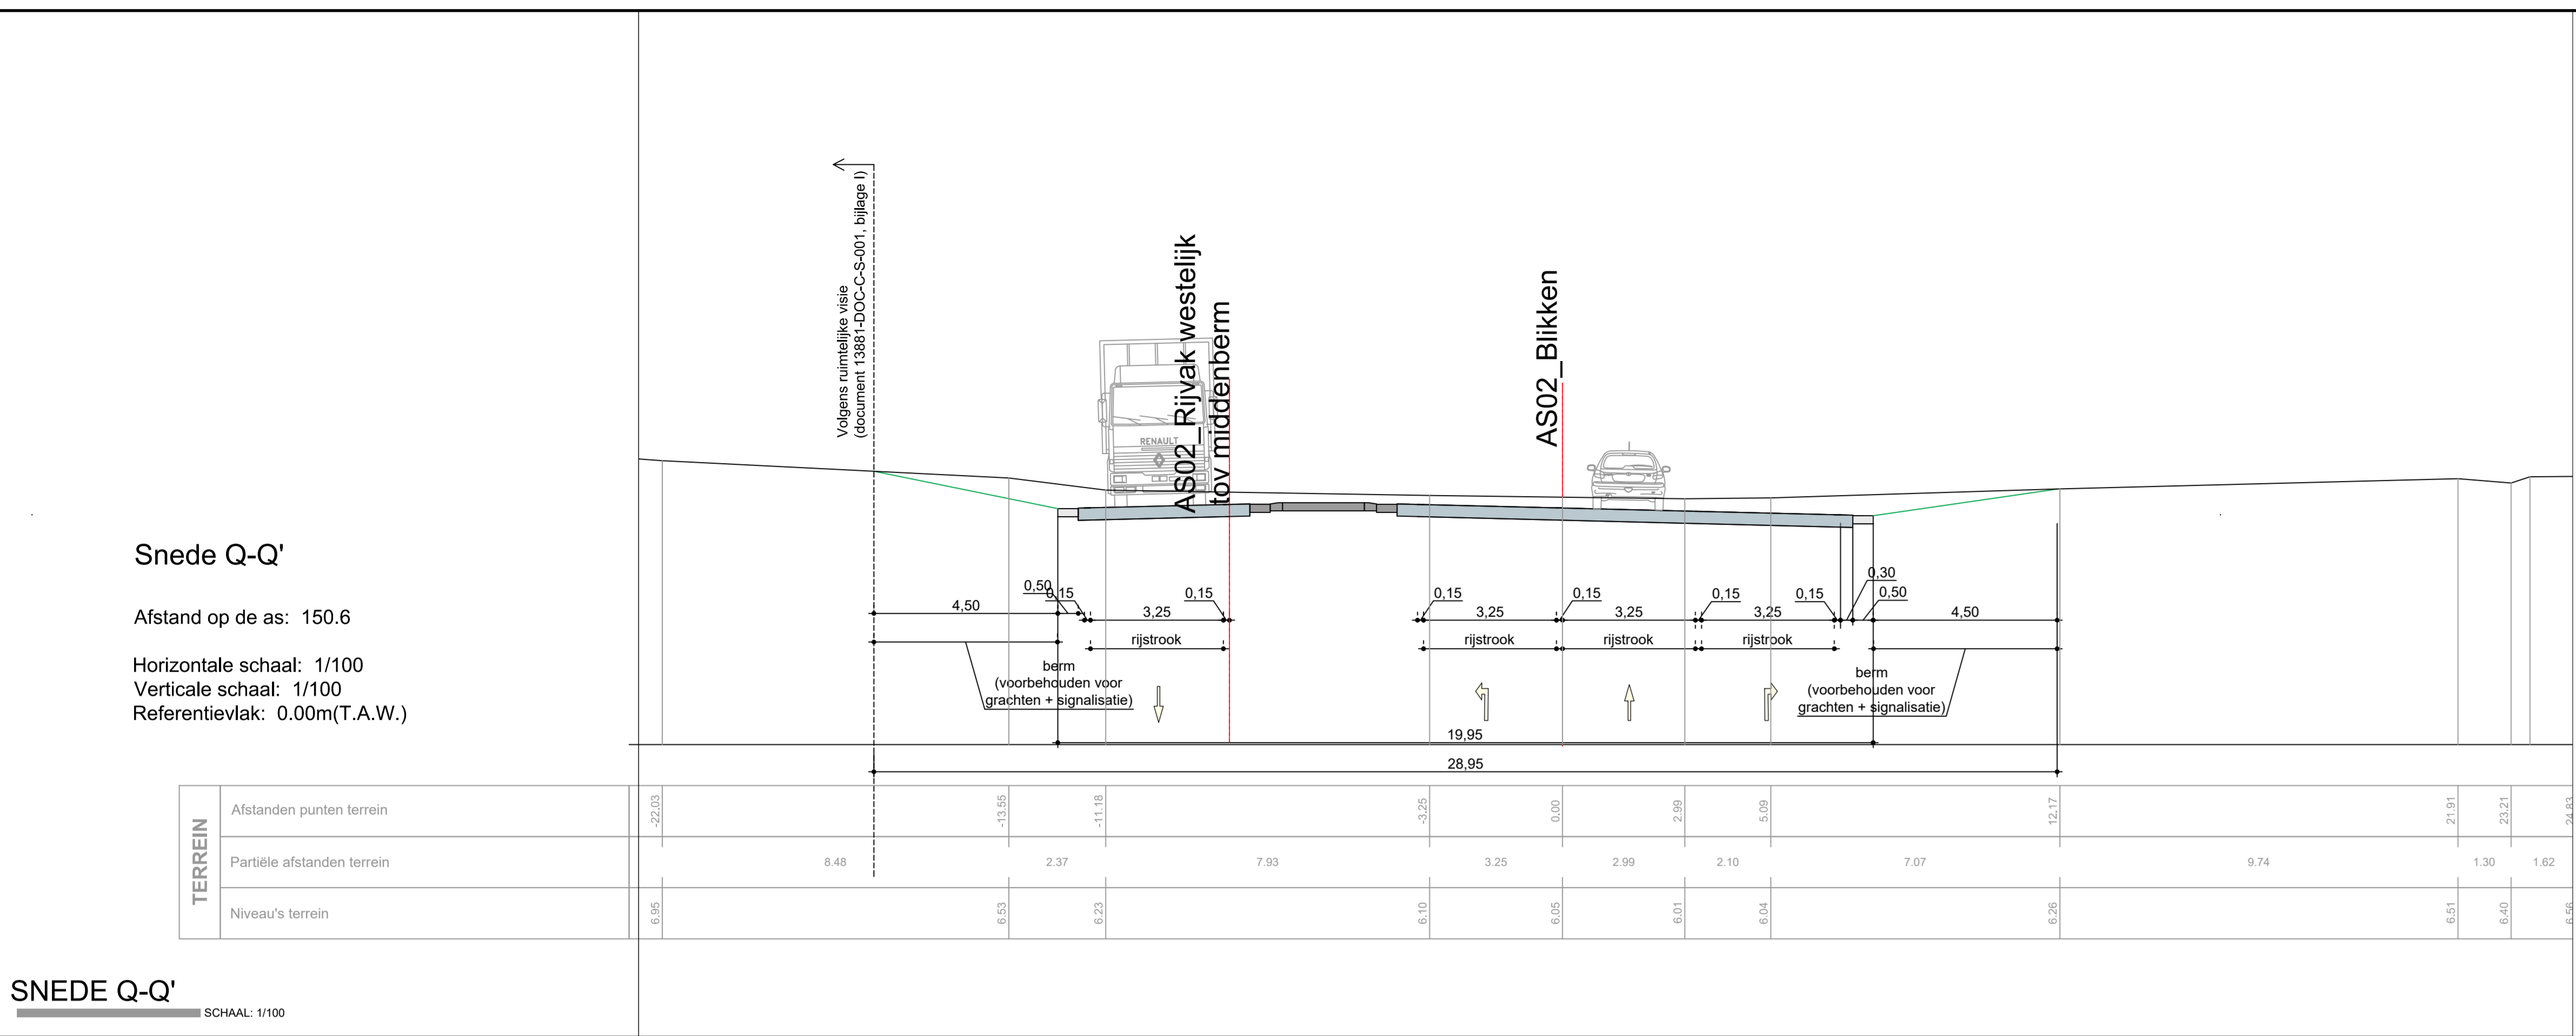 Volgens ruimtelijke visie
(document 13881-DOC-C-S-001, bijlage I)
AS02_Rijvak westelijk
tov middenberm
AS02_Blikken
RENAULT
Snede Q-Q'
Afstand op de as: 150.6
Horizontale schaal: 1/100
Verticale schaal: 1/100
Referentievlak: 0.00m(T.A.W.)
4,50
0,50
0,15
3,25
0,15
0,15
3,25
0,15
3,25
0,15
3,25
0,15
0,30
0,50
4,50
rijstrook
rijstrook
rijstrook
rijstrook
berm
(voorbehouden voor
grachten + signalisatie)
berm
(voorbehouden voor
grachten + signalisatie)
19,95
28,95
TERREIN
Afstanden punten terrein
-22.03
-13.55
-11.18
-3.25
0.00
2.99
5.09
12.17
21.91
23.21
24.83
Partiële afstanden terrein
8.48
2.37
7.93
3.25
2.99
2.10
7.07
9.74
1.30
1.62
Niveau's terrein
6.95
6.53
6.23
6.10
6.05
6.01
6.04
6.26
6.51
6.40
6.56
SNEDE Q-Q'
SCHAAL: 1/100